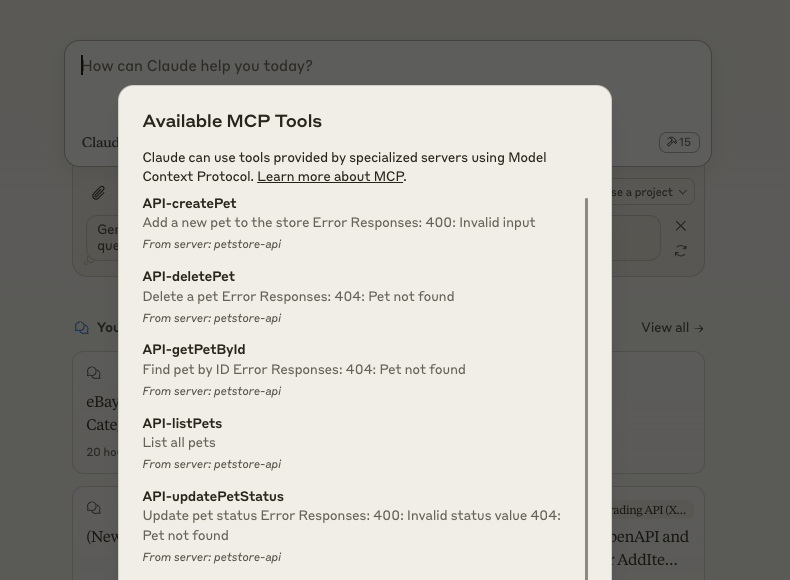 How can Claude help you today?
Claud
15
Available MCP Tools
Claude can use tools provided by specialized servers using Model
Context Protocol. Learn more about MCP.
API-createPet
Add a new pet to the store Error Responses: 400: Invalid input
From server: petstore-api
API-deletePet
Delete a pet Error Responses: 404: Pet not found
From server: petstore-api
API-getPetById
Find pet by ID Error Responses: 404: Pet not found
From server: petstore-api
API-listPets
List all pets
From server: petstore-api
API-updatePetStatus
Update pet status Error Responses: 400: Invalid status value 404:
Pet not found
From server: petstore-api
se a project
Ger
que
You
View all →
eBay
Cate
20 ho
(New
rading API (X...
penAPI and
r AddIte...